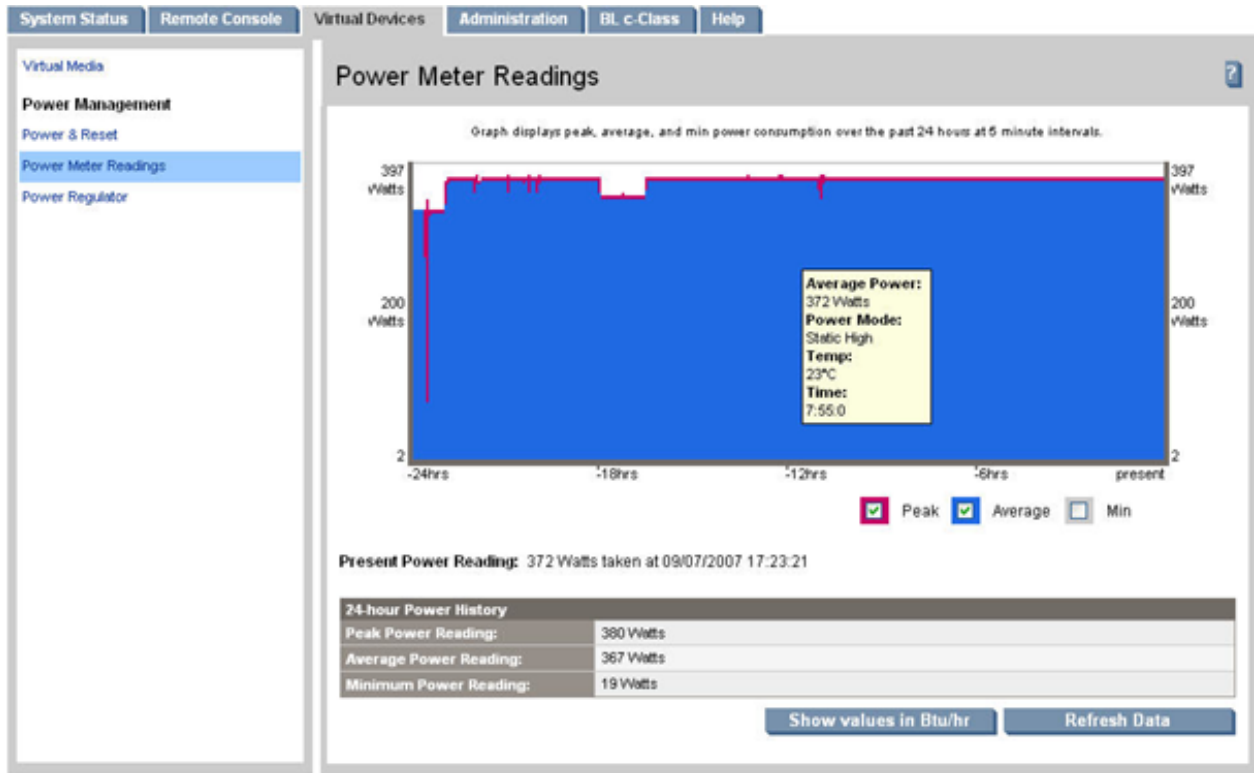 System Status Remote Console Virtual Devices Administration BL c-Class Help
Virtual Media
Power Management
Power & Reset
Power Meter Readings
Power Regulator
Power Meter Readings ?
Graph displays peak, average, and min power consumption over the past 24 hours at 5 minute intervals.
397
Watts
200
Watts
2
397
Watts
200
Watts
2
Average Power:
372 Watts
Power Mode:
Static High
Temp:
23°C
Time:
7:55:0
-24hrs -18hrs -12hrs -6hrs present
Peak Average Min
Present Power Reading: 372 Watts taken at 09/07/2007 17:23:21
24-hour Power History
Peak Power Reading: 380 Watts
Average Power Reading: 367 Watts
Minimum Power Reading: 19 Watts
Show values in Btu/hr Refresh Data